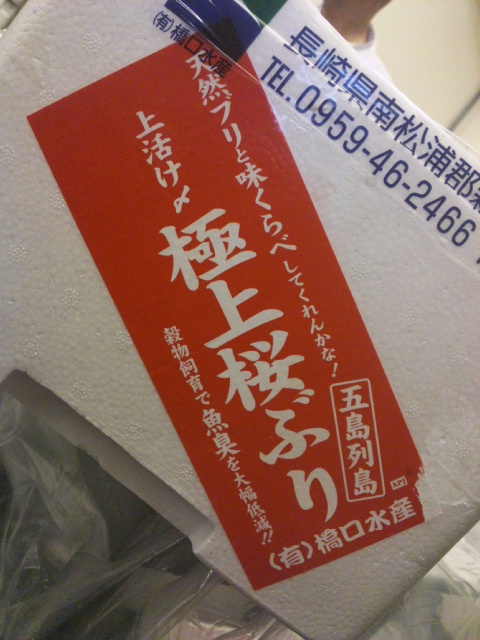 (有)橋口水産
長崎県南松浦郡新
TEL.0959-46-2466
天然ブリと味くらべしてくれんかな!
上活け〆
極上桜ぶり
穀物飼育で魚臭を大幅低減!!
五島列島
(有)橋口水産